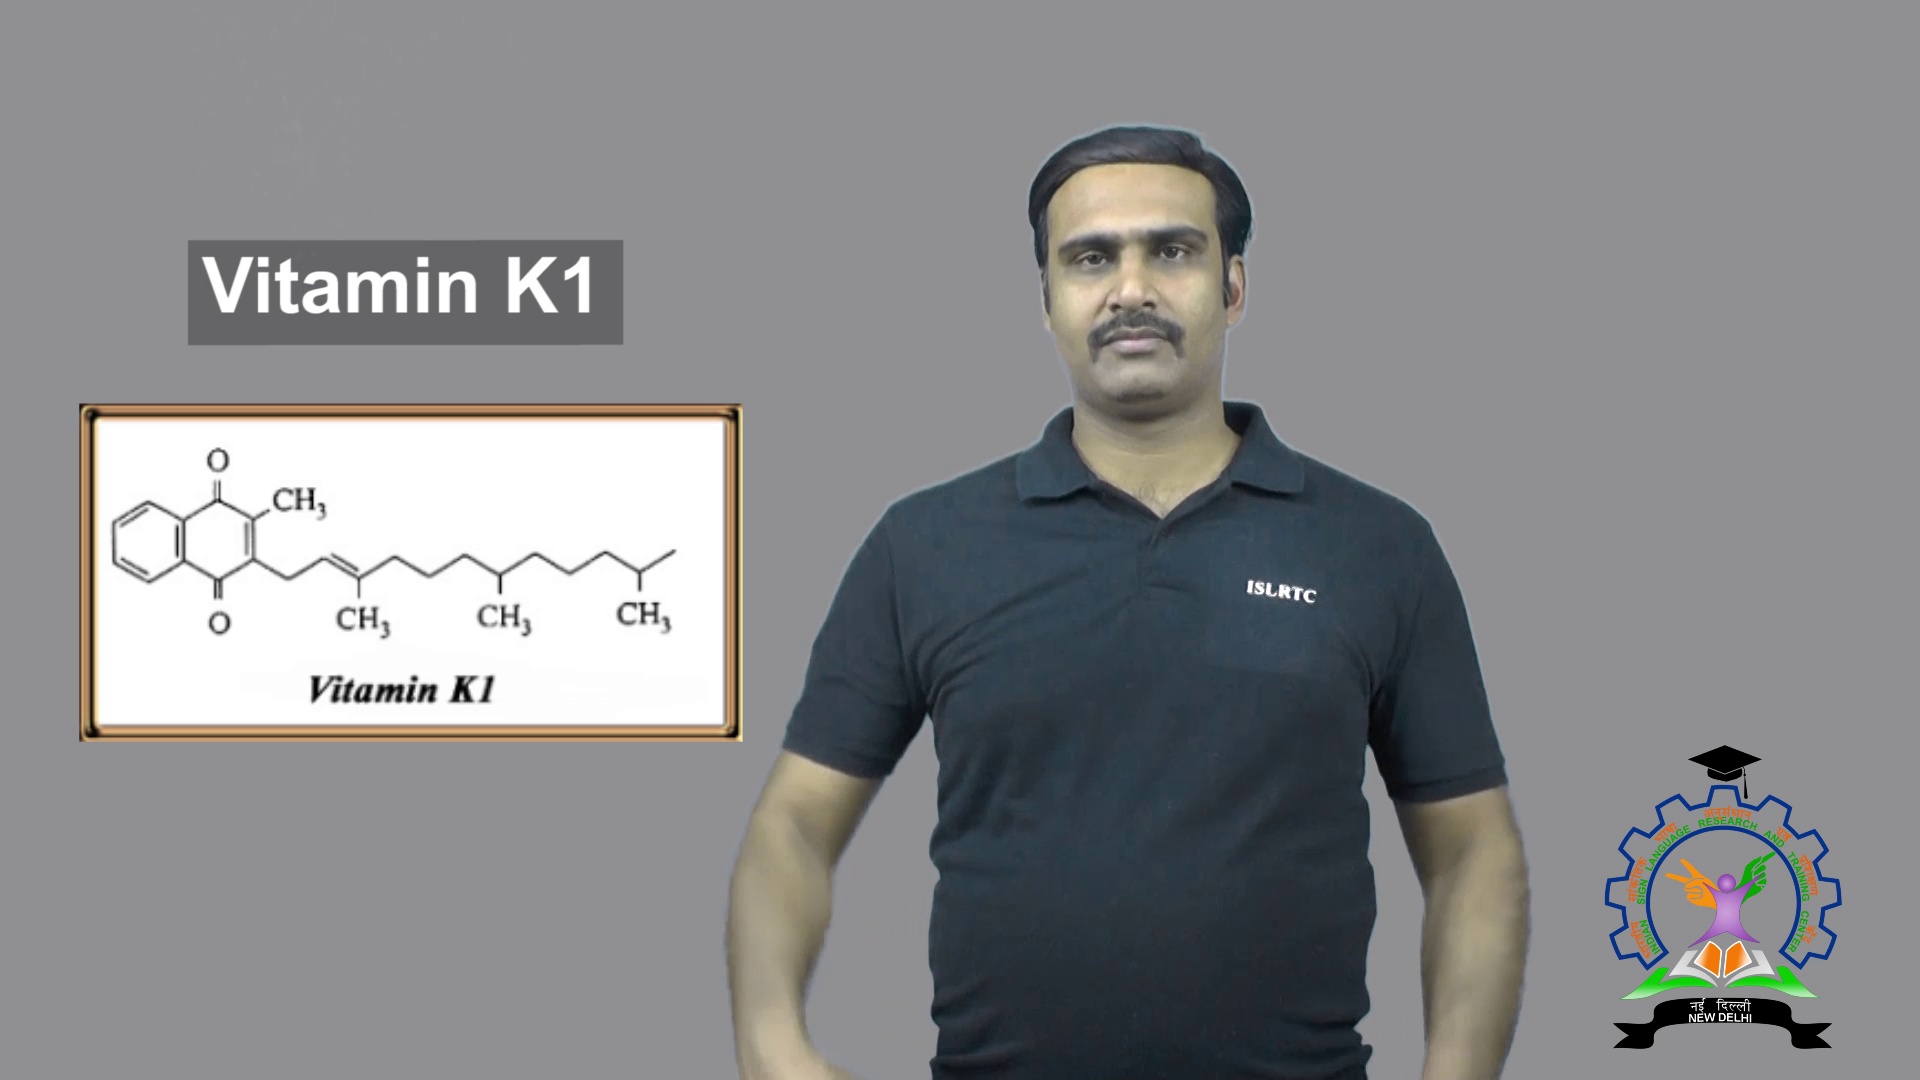 Vitamin K1
O
CH3
O
CH3
CH3
CH3
Vitamin K1
ISLRTC
INDIAN SIGN LANGUAGE RESEARCH AND TRAINING CENTER
नई दिल्ली
NEW DELHI